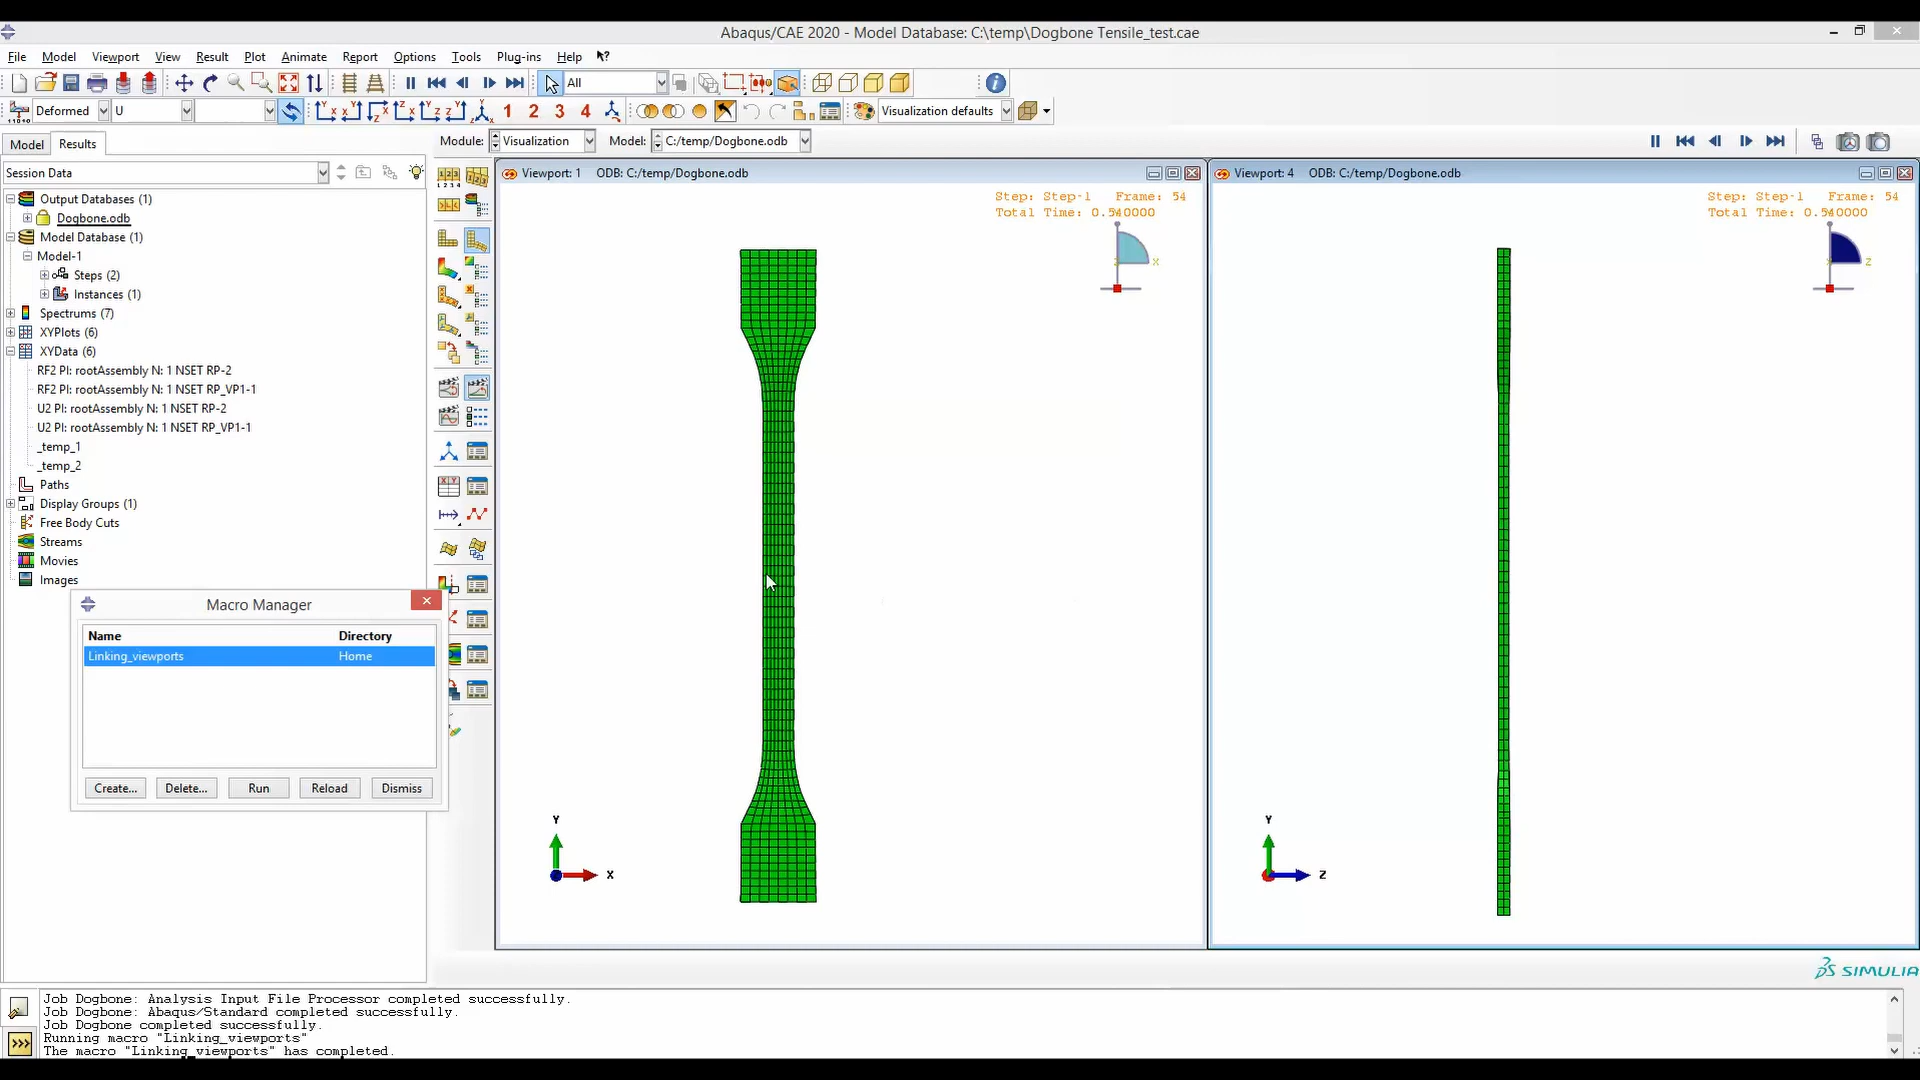 Abaqus/CAE 2020 - Model Database: C:\temp\Dogbone Tensile_test.cae
File Model Viewport View Result Plot Animate Report Options Tools Plug-ins Help
All
Deformed U 1 2 3 4 Visualization defaults
Model Results
Module: Visualization Model: C:/temp/Dogbone.odb
Session Data
Output Databases (1)
Dogbone.odb
Model Database (1)
Model-1
Steps (2)
Instances (1)
Spectrums (7)
XYPlots (6)
XYData (6)
RF2 PI: rootAssembly N: 1 NSET RP-2
RF2 PI: rootAssembly N: 1 NSET RP_VP1-1
U2 PI: rootAssembly N: 1 NSET RP-2
U2 PI: rootAssembly N: 1 NSET RP_VP1-1
_temp_1
_temp_2
Paths
Display Groups (1)
Free Body Cuts
Streams
Movies
Images
Macro Manager
Name Directory
Linking_viewports Home
Create... Delete... Run Reload Dismiss
Viewport: 1 ODB: C:/temp/Dogbone.odb
Step: Step-1 Frame: 54
Total Time: 0.540000
X
Y
X
Viewport: 4 ODB: C:/temp/Dogbone.odb
Step: Step-1 Frame: 54
Total Time: 0.540000
Z
Y
Z
SIMULIA
Job Dogbone: Analysis Input File Processor completed successfully.
Job Dogbone: Abaqus/Standard completed successfully.
Job Dogbone completed successfully.
Running macro "Linking_viewports"
The macro "Linking_viewports" has completed.